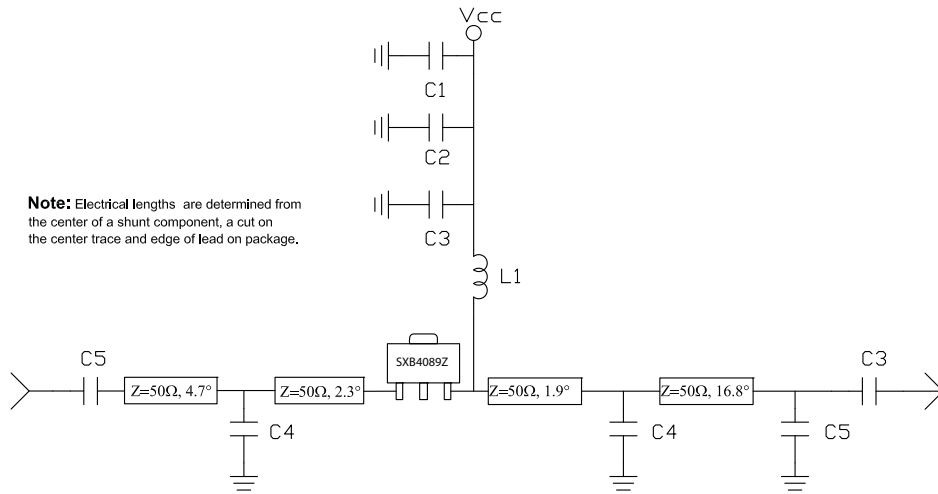 Vcc
C1
C2
C3
Note: Electrical lengths are determined from
the center of a shunt component, a cut on
the center trace and edge of lead on package.
L1
SXB4089Z
C5
C3
Z=50Ω, 4.7°
Z=50Ω, 2.3°
Z=50Ω, 1.9°
Z=50Ω, 16.8°
C4
C4
C5